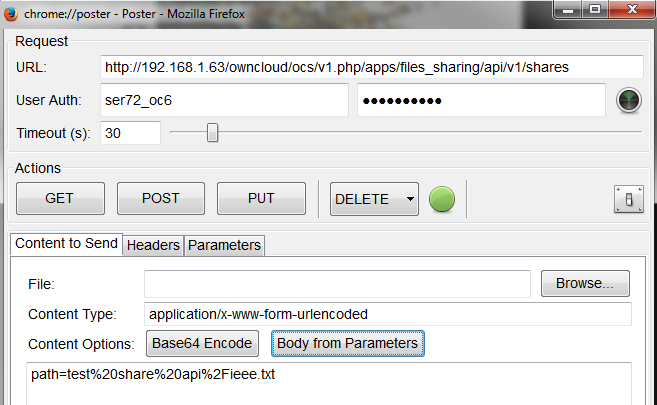 chrome://poster - Poster - Mozilla Firefox
Request
URL: http://192.168.1.63/owncloud/ocs/v1.php/apps/files_sharing/api/v1/shares
User Auth: ser72_oc6 ●●●●●●●●●●
Timeout (s): 30
Actions
GET POST PUT DELETE
Content to Send Headers Parameters
File: Browse...
Content Type: application/x-www-form-urlencoded
Content Options: Base64 Encode Body from Parameters
path=test%20share%20api%2Fieee.txt